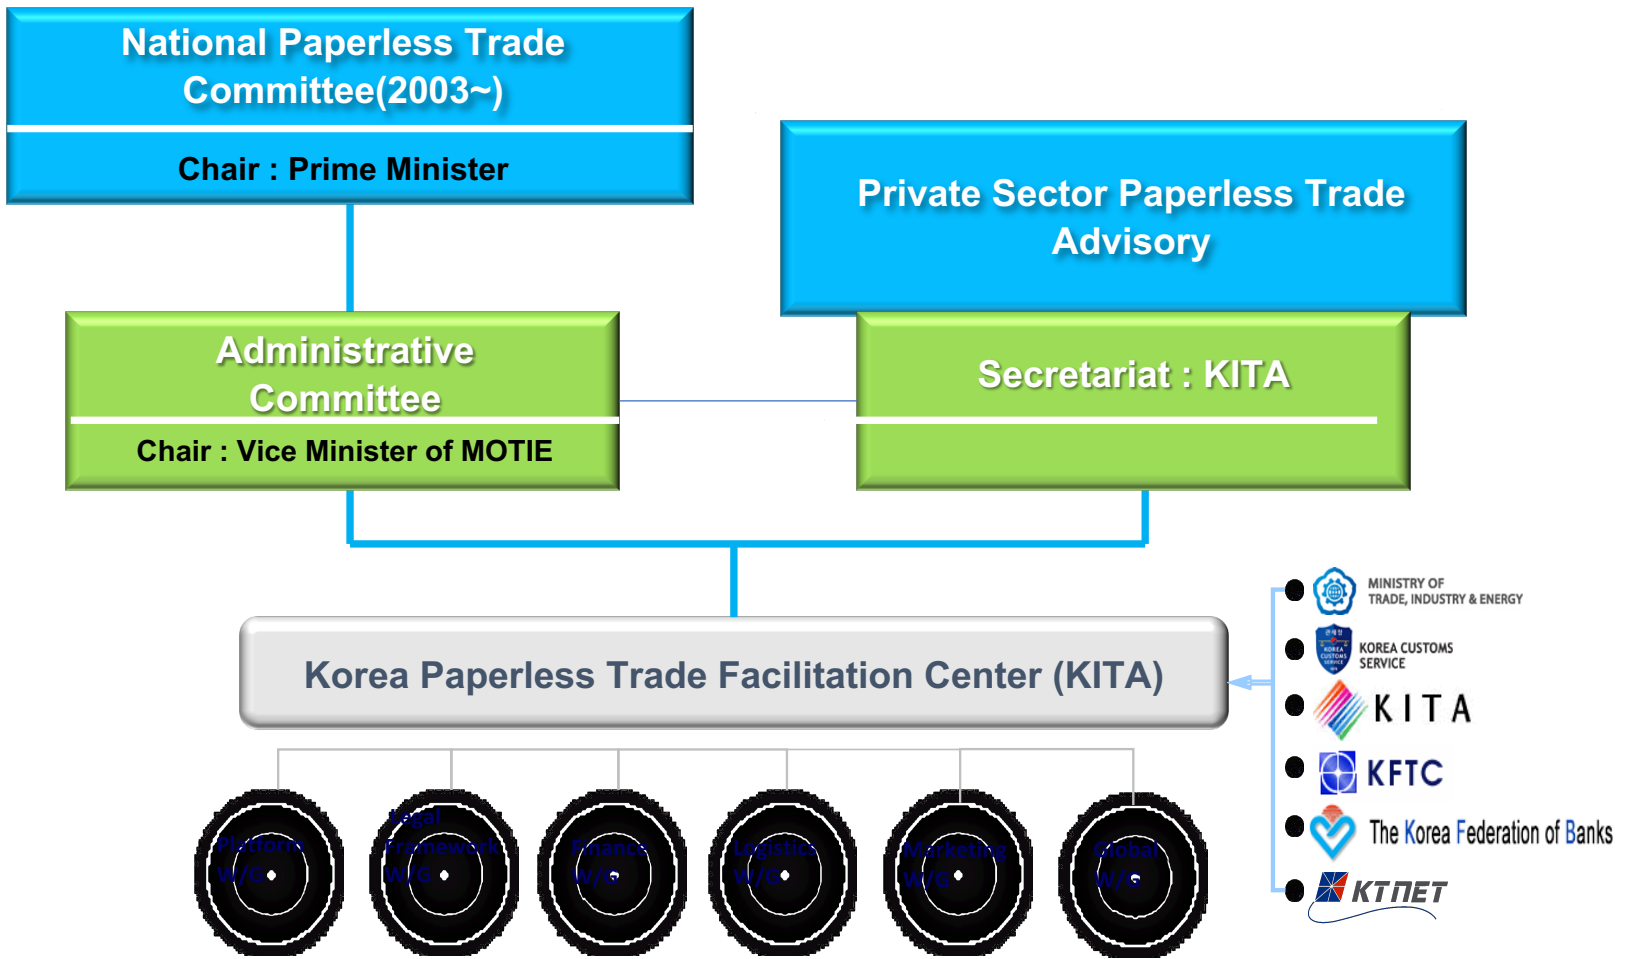 National Paperless Trade
Committee(2003~)
Chair : Prime Minister
Private Sector Paperless Trade
Advisory
Administrative
Committee
Chair : Vice Minister of MOTIE
Secretariat : KITA
Korea Paperless Trade Facilitation Center (KITA)
MINISTRY OF
TRADE, INDUSTRY & ENERGY
KOREA CUSTOMS
SERVICE
KITA
KFTC
The Korea Federation of Banks
KTNET
Platform
W/G
Legal
Framework
W/G
Finance
W/G
Logistics
W/G
Marketing
W/G
Global
W/G